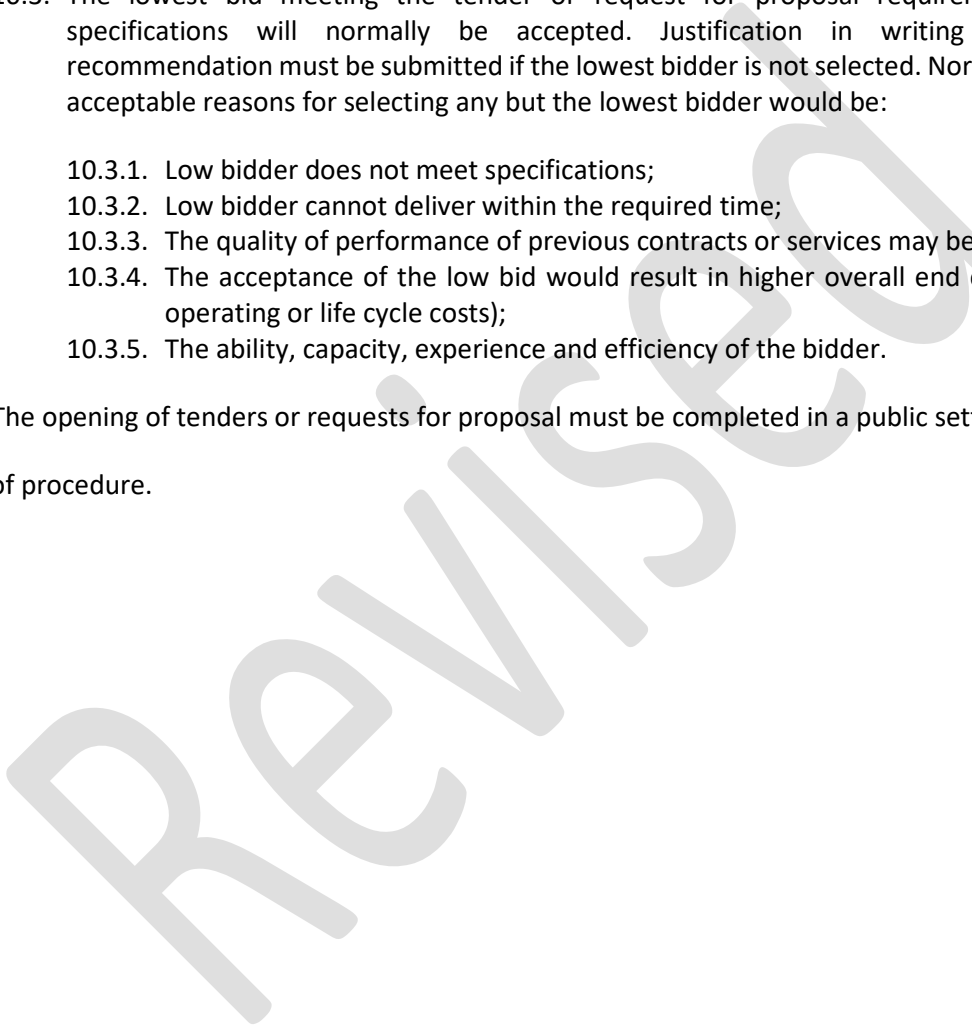 10.3. The lowest bid meeting the tender or request for proposal
specifications will normally be accepted. Justification in writing
recommendation must be submitted if the lowest bidder is not selected.
acceptable reasons for selecting any but the lowest bidder would be:
10.3.1. Low bidder does not meet specifications;
10.3.2. Low bidder cannot deliver within the required time;
10.3.3. The quality of performance of previous contracts or services may be
10.3.4. The acceptance of the low bid would result in higher overall end
operating or life cycle costs);
10.3.5. The ability, capacity, experience and efficiency of the bidder.
The opening of tenders or requests for proposal must be completed in a public
of procedure.
Revised